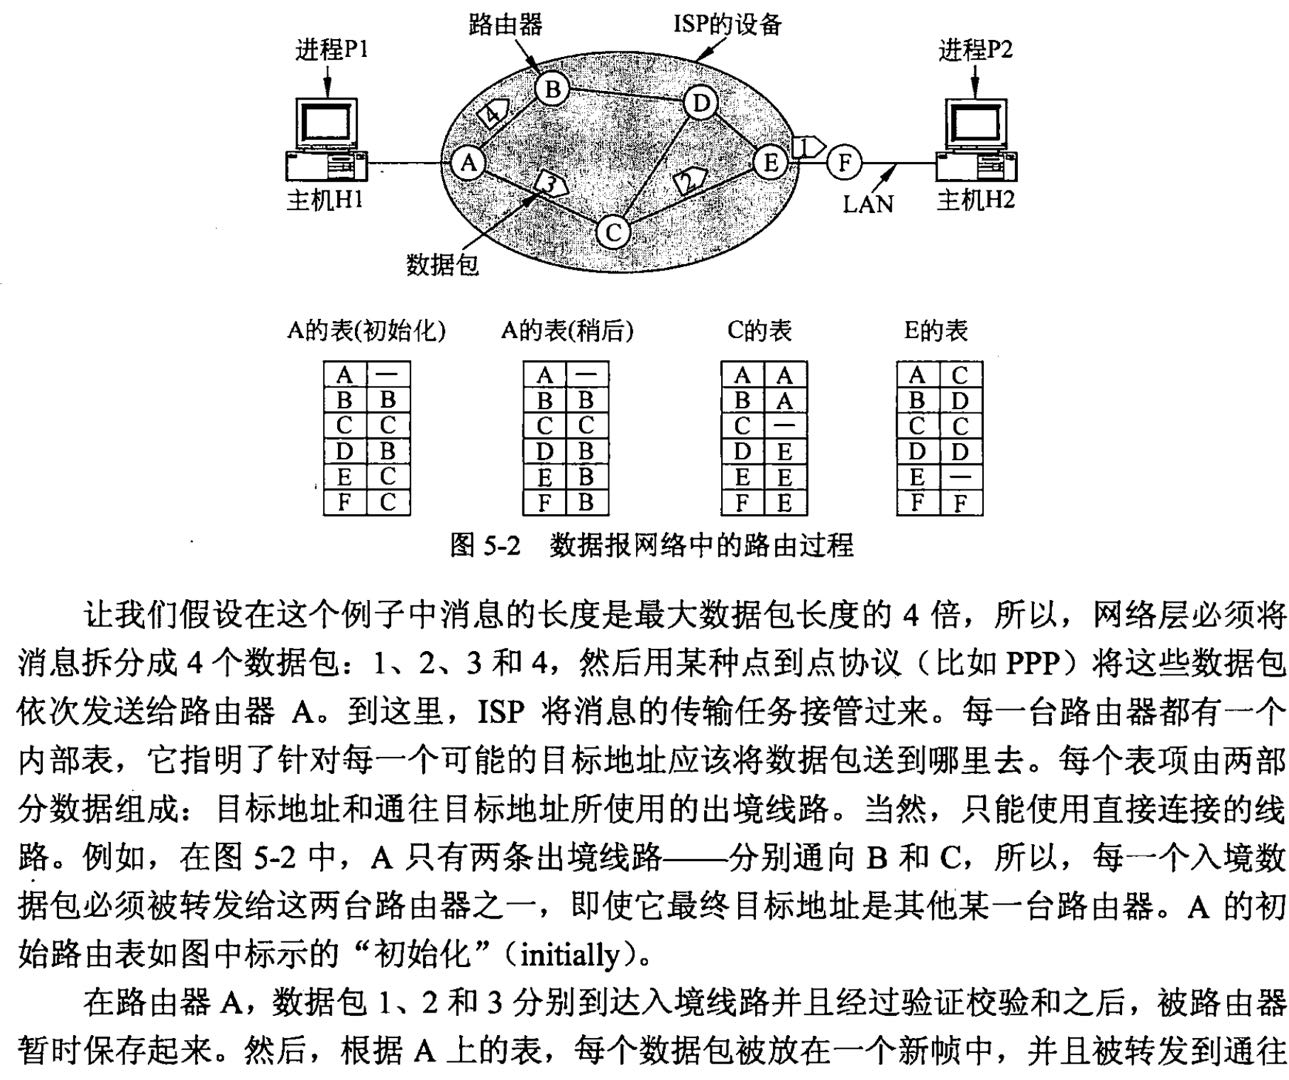 路由器
ISP的设备
进程P1
进程P2
B
D
4
A
3
2
E
1
F
C
主机H1
LAN
主机H2
数据包
A的表(初始化)
A的表(稍后)
C的表
E的表
A — A — A A A C
B B B B B A B D
C C C C C — C C
D B D B D E D D
E C E B E E E —
F C F B F E F F
图 5-2 数据报网络中的路由过程
让我们假设在这个例子中消息的长度是最大数据包长度的 4 倍，所以，网络层必须将
消息拆分成 4 个数据包：1、2、3 和 4，然后用某种点到点协议（比如 PPP）将这些数据包
依次发送给路由器 A。到这里，ISP 将消息的传输任务接管过来。每一台路由器都有一个
内部表，它指明了针对每一个可能的目标地址应该将数据包送到哪里去。每个表项由两部
分数据组成：目标地址和通往目标地址所使用的出境线路。当然，只能使用直接连接的线
路。例如，在图 5-2 中，A 只有两条出境线路——分别通向 B 和 C，所以，每一个入境数
据包必须被转发给这两台路由器之一，即使它最终目标地址是其他某一台路由器。A 的初
始路由表如图中标示的“初始化”（initially）。
在路由器 A，数据包 1、2 和 3 分别到达入境线路并且经过验证校验和之后，被路由器
暂时保存起来。然后，根据 A 上的表，每个数据包被放在一个新帧中，并且被转发到通往